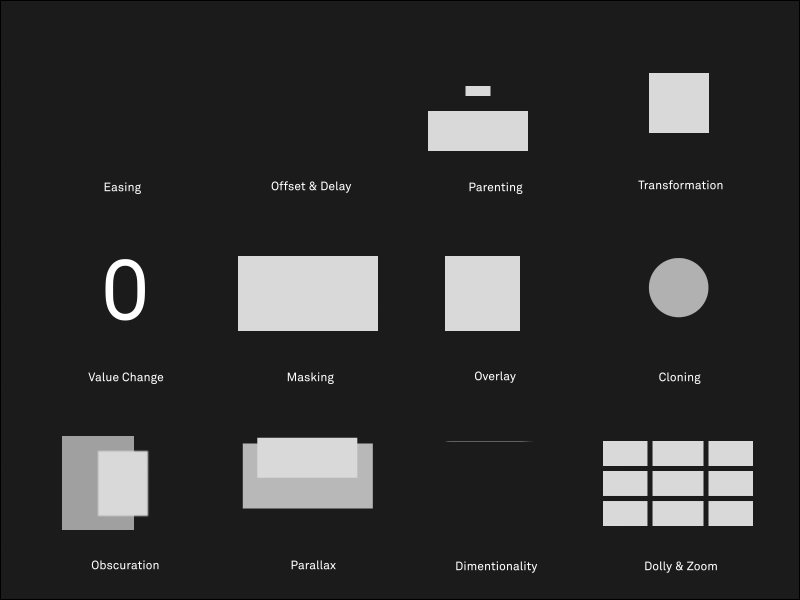 Easing
Offset & Delay
Parenting
Transformation
0
Value Change
Masking
Overlay
Cloning
Obscuration
Parallax
Dimentionality
Dolly & Zoom